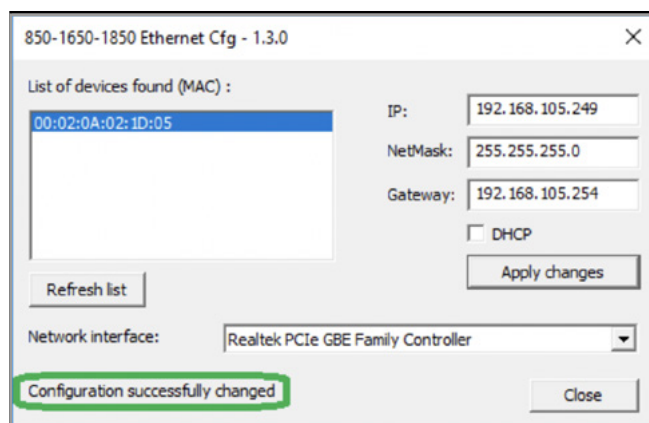 850-1650-1850 Ethernet Cfg - 1.3.0
List of devices found (MAC) :
00:02:0A:02:1D:05
IP: 192.168.105.249
NetMask: 255.255.255.0
Gateway: 192.168.105.254
DHCP
Apply changes
Refresh list
Network interface: Realtek PCIe GBE Family Controller
Configuration successfully changed
Close